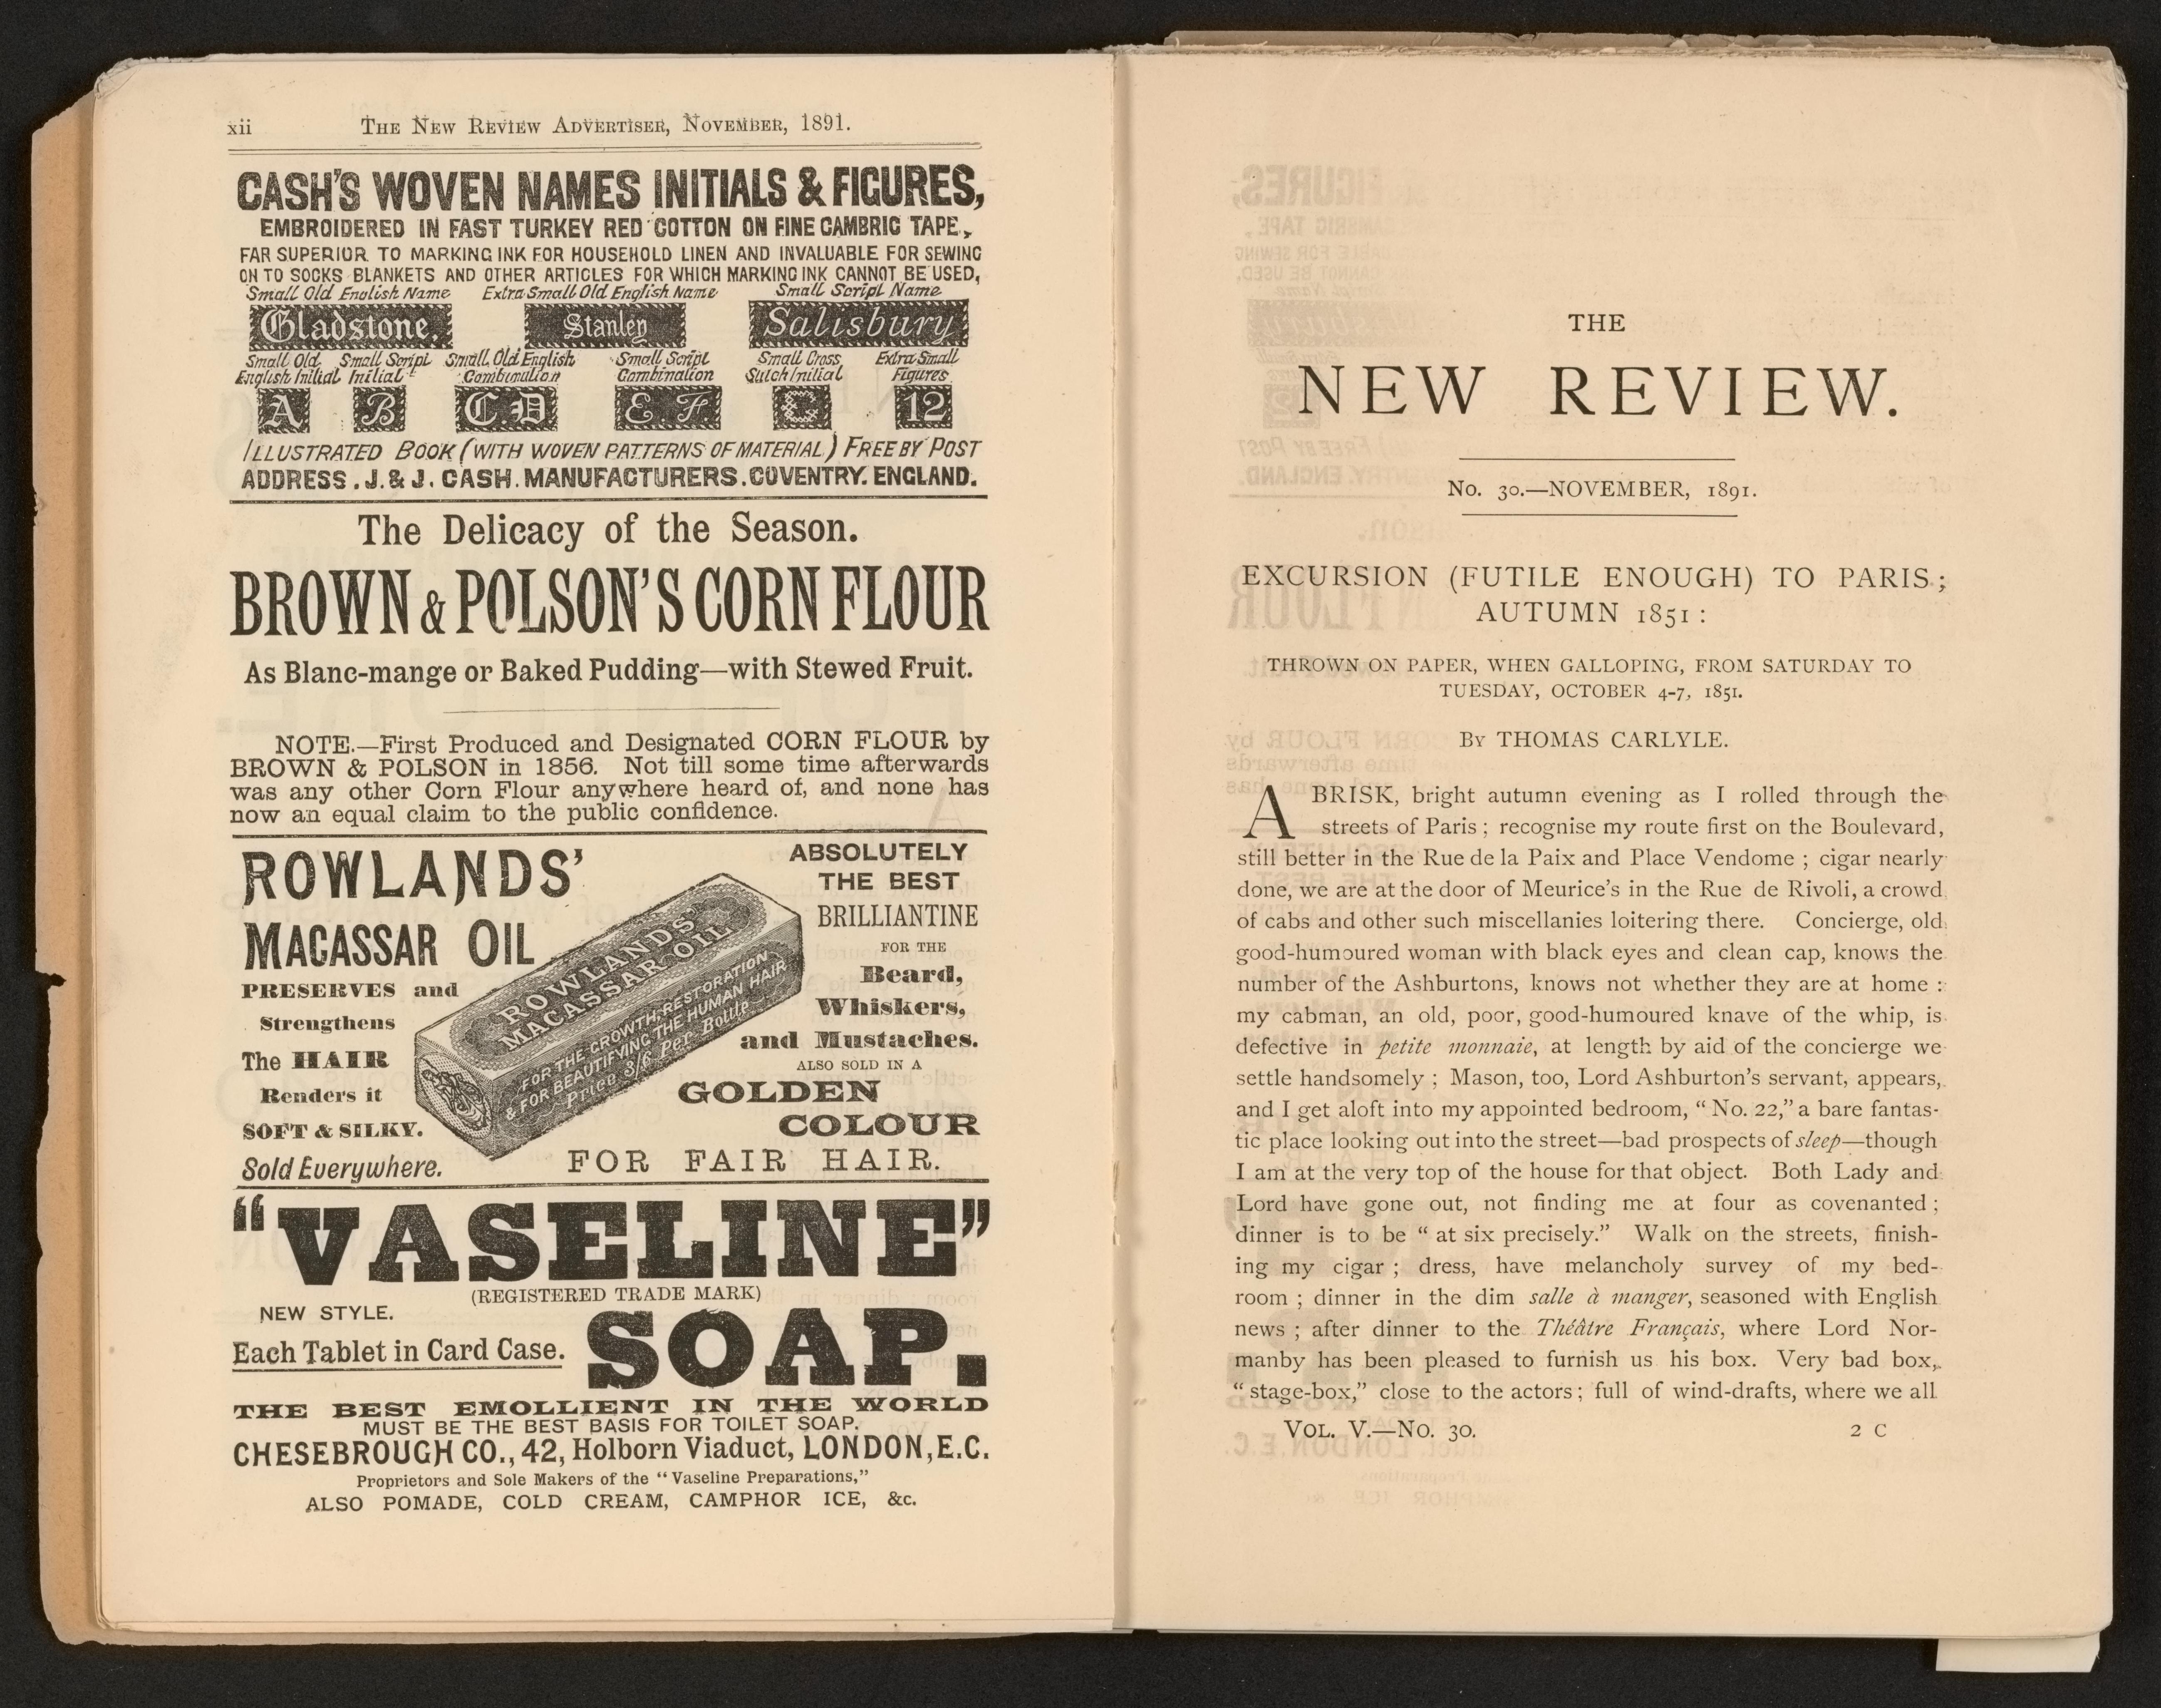 xii THE NEW REVIEW ADVERTISER, NOVEMBER, 1891.
CASH'S WOVEN NAMES INITIALS & FIGURES,
EMBROIDERED IN FAST TURKEY RED COTTON ON FINE CAMBRIC TAPE,
FAR SUPERIOR TO MARKING INK FOR HOUSEHOLD LINEN AND INVALUABLE FOR SEWING
ON TO SOCKS BLANKETS AND OTHER ARTICLES FOR WHICH MARKING INK CANNOT BE USED,
Small Old English Name Extra Small Old English Name Small Script Name
Gladstone Stanley Salisbury
Small Old Small Script Small Old English Small Script Small Cross Extra Small
English Initial Initial Combination Combination Stitch Initial Figures
A B C D E F C 12
ILLUSTRATED BOOK (WITH WOVEN PATTERNS OF MATERIAL) FREE BY POST
ADDRESS. J. & J. CASH. MANUFACTURERS. COVENTRY. ENGLAND.
The Delicacy of the Season.
BROWN & POLSON'S CORN FLOUR
As Blanc-mange or Baked Pudding—with Stewed Fruit.
NOTE.—First Produced and Designated CORN FLOUR by
BROWN & POLSON in 1856. Not till some time afterwards
was any other Corn Flour anywhere heard of, and none has
now an equal claim to the public confidence.
ROWLANDS'
MACASSAR OIL
PRESERVES and
Strengthens
The HAIR
Renders it
SOFT & SILKY.
Sold Everywhere.
ROWLANDS'
MACASSAR OIL
FOR THE GROWTH, RESTORATION
& FOR BEAUTIFYING THE HUMAN HAIR
Price 3/6 Per Bottle
ABSOLUTELY
THE BEST
BRILLIANTINE
FOR THE
Beard,
Whiskers,
and Mustaches.
ALSO SOLD IN A
GOLDEN
COLOUR
FOR FAIR HAIR.
"VASELINE"
(REGISTERED TRADE MARK)
NEW STYLE.
Each Tablet in Card Case.
SOAP.
THE BEST EMOLLIENT IN THE WORLD
MUST BE THE BEST BASIS FOR TOILET SOAP.
CHESEBROUGH CO., 42, Holborn Viaduct, LONDON, E.C.
Proprietors and Sole Makers of the "Vaseline Preparations,"
ALSO POMADE, COLD CREAM, CAMPHOR ICE, &c.
THE
NEW REVIEW.
No. 30.—NOVEMBER, 1891.
EXCURSION (FUTILE ENOUGH) TO PARIS;
AUTUMN 1851:
THROWN ON PAPER, WHEN GALLOPING, FROM SATURDAY TO
TUESDAY, OCTOBER 4-7, 1851.
BY THOMAS CARLYLE.
A BRISK, bright autumn evening as I rolled through the
streets of Paris; recognise my route first on the Boulevard,
still better in the Rue de la Paix and Place Vendome; cigar nearly
done, we are at the door of Meurice's in the Rue de Rivoli, a crowd
of cabs and other such miscellanies loitering there. Concierge, old
good-humoured woman with black eyes and clean cap, knows the
number of the Ashburtons, knows not whether they are at home:
my cabman, an old, poor, good-humoured knave of the whip, is
defective in petite monnaie, at length by aid of the concierge we
settle handsomely; Mason, too, Lord Ashburton's servant, appears,
and I get aloft into my appointed bedroom, "No. 22," a bare fantas-
tic place looking out into the street—bad prospects of sleep—though
I am at the very top of the house for that object. Both Lady and
Lord have gone out, not finding me at four as covenanted;
dinner is to be "at six precisely." Walk on the streets, finish-
ing my cigar; dress, have melancholy survey of my bed-
room; dinner in the dim salle à manger, seasoned with English
news; after dinner to the Théâtre Français, where Lord Nor-
manby has been pleased to furnish us his box. Very bad box,
"stage-box," close to the actors; full of wind-drafts, where we all
VOL. V.—No. 30. 2 C